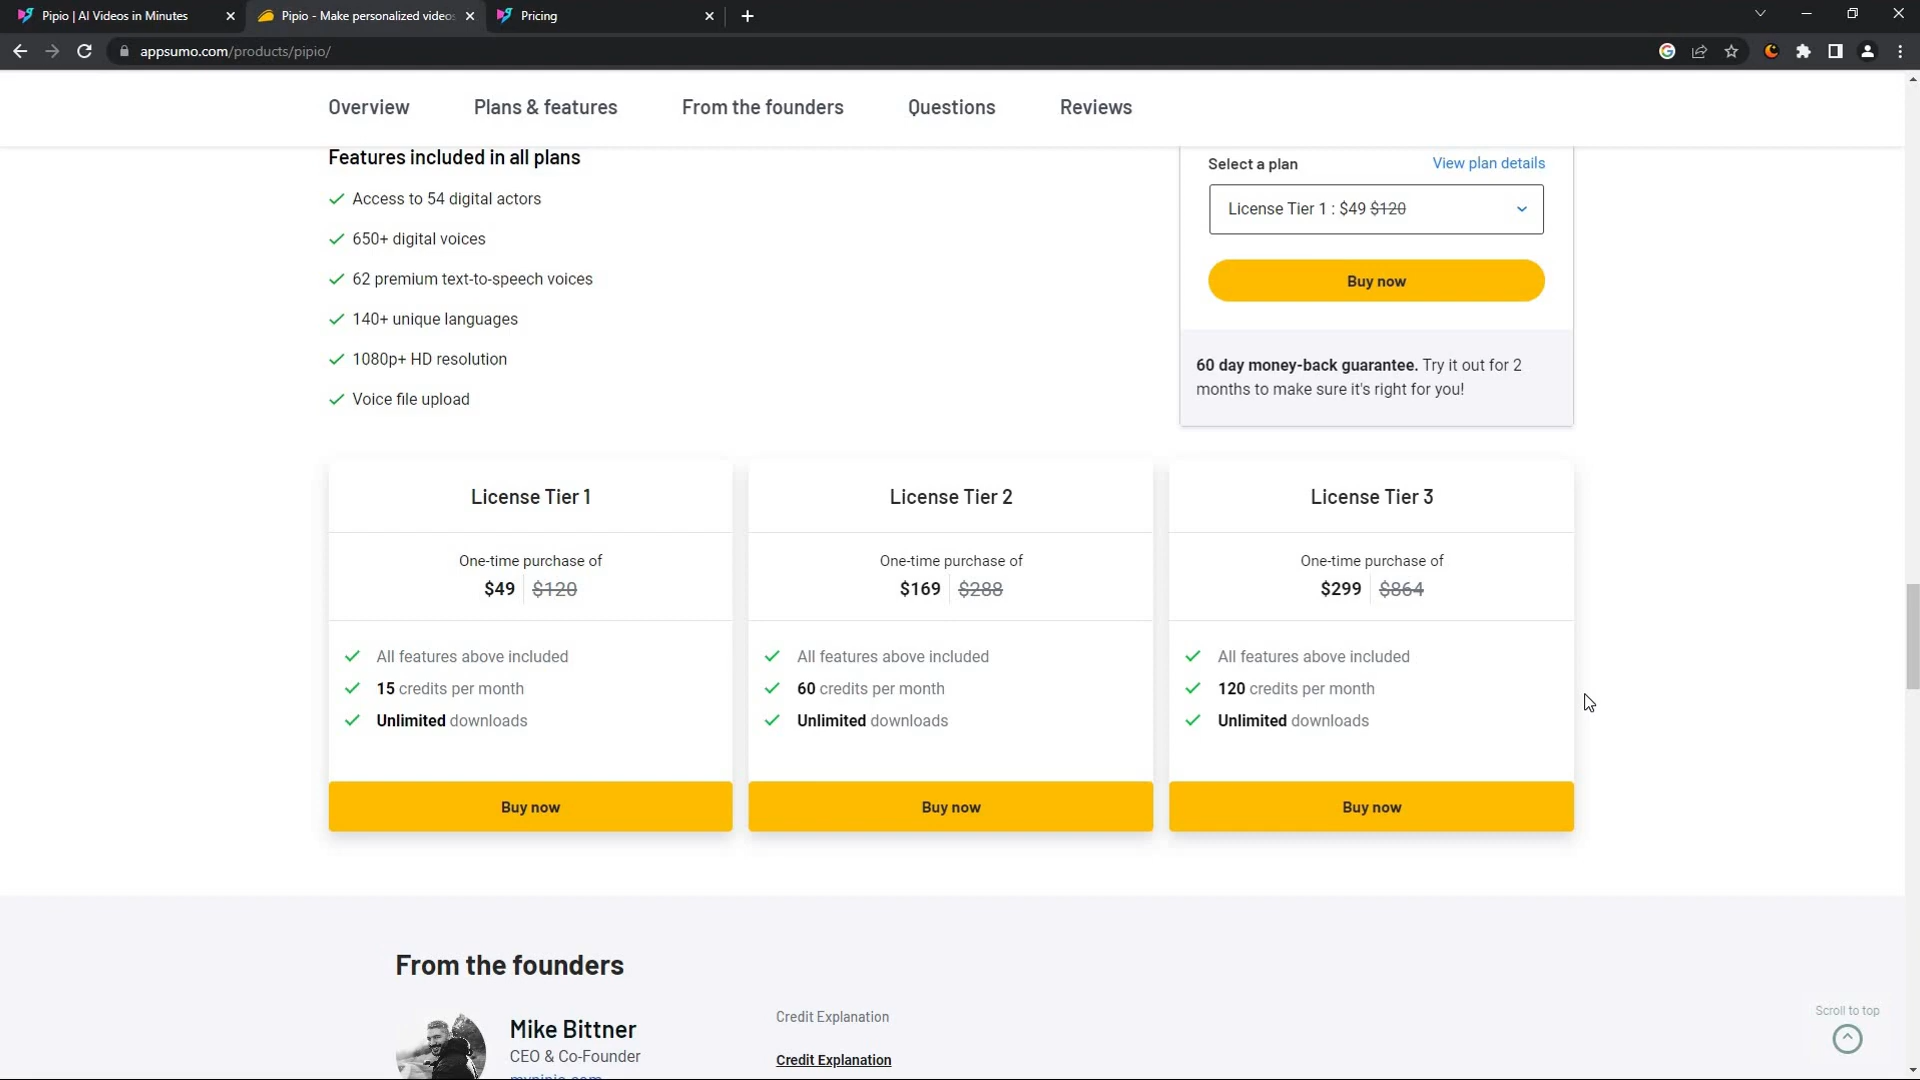 Pipio | AI Videos in Minutes
Pipio - Make personalized videos
Pricing
appsumo.com/products/pipio/
Overview
Plans & features
From the founders
Questions
Reviews
Features included in all plans
Access to 54 digital actors
650+ digital voices
62 premium text-to-speech voices
140+ unique languages
1080p+ HD resolution
Voice file upload
Select a plan
View plan details
License Tier 1 : $49 $120
Buy now
60 day money-back guarantee. Try it out for 2
months to make sure it's right for you!
License Tier 1
One-time purchase of
$49 $120
All features above included
15 credits per month
Unlimited downloads
Buy now
License Tier 2
One-time purchase of
$169 $288
All features above included
60 credits per month
Unlimited downloads
Buy now
License Tier 3
One-time purchase of
$299 $864
All features above included
120 credits per month
Unlimited downloads
Buy now
From the founders
Mike Bittner
CEO & Co-Founder
Credit Explanation
Credit Explanation
Scroll to top